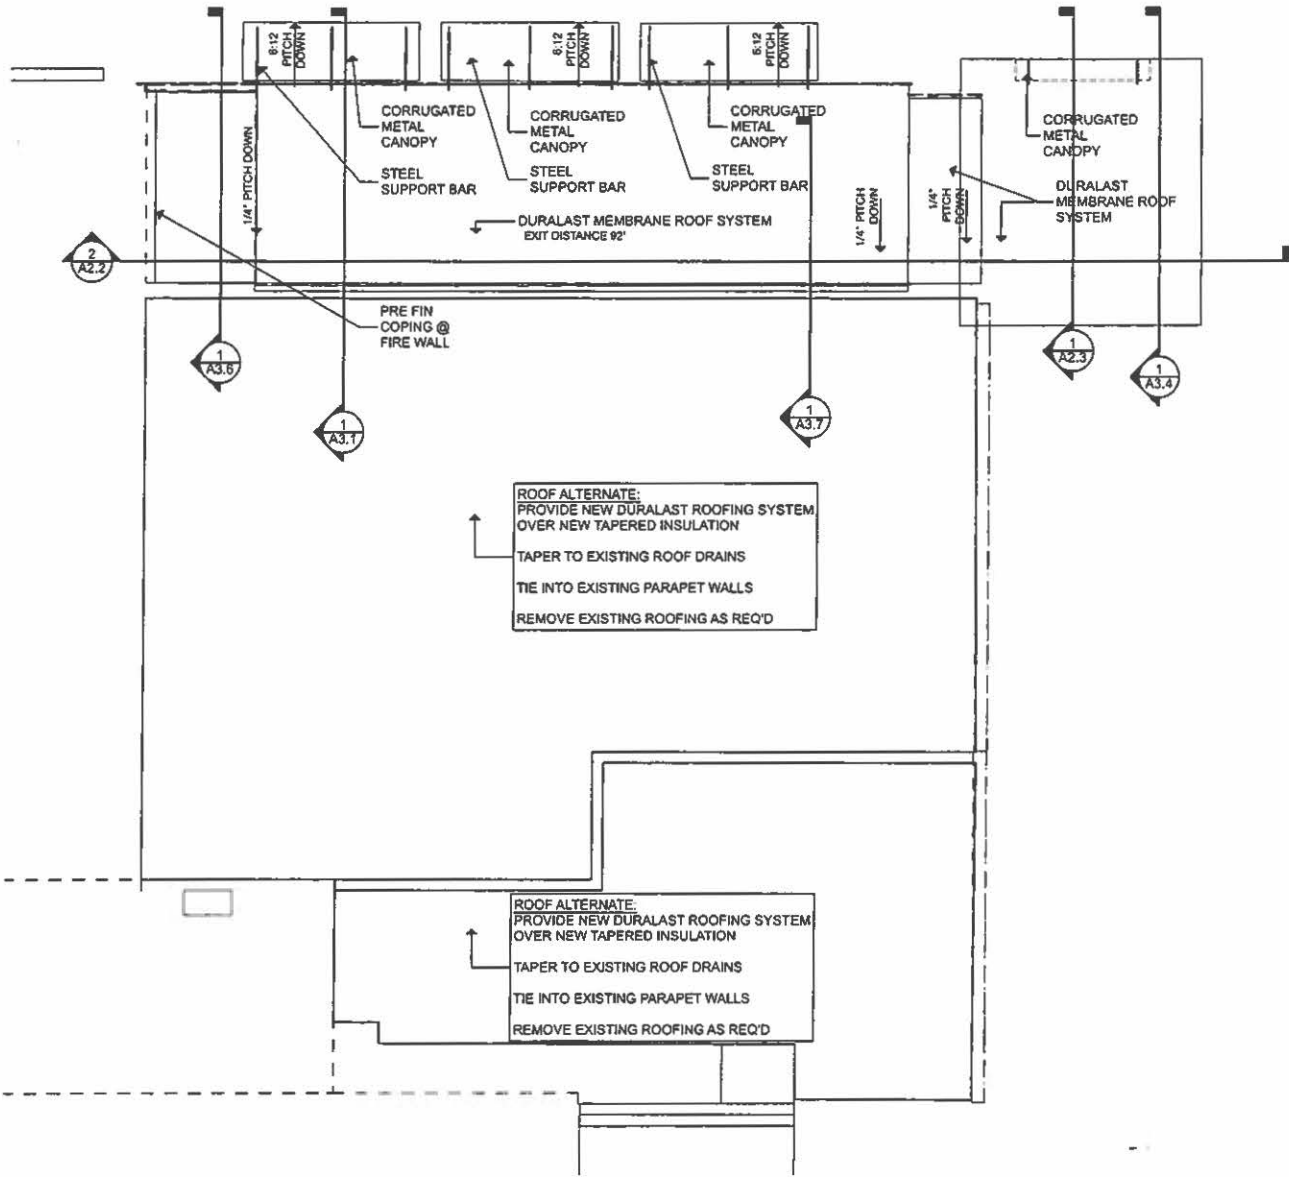 6:12
PITCH
DOWN
6:12
PITCH
DOWN
6:12
PITCH
DOWN
CORRUGATED
METAL
CANOPY
CORRUGATED
METAL
CANOPY
CORRUGATED
METAL
CANOPY
CORRUGATED
METAL
CANOPY
STEEL
SUPPORT BAR
STEEL
SUPPORT BAR
STEEL
SUPPORT BAR
1/4" PITCH DOWN
DURALAST MEMBRANE ROOF SYSTEM
EXIT DISTANCE 92'
1/4" PITCH
DOWN
1/4" PITCH
DOWN
DURALAST
MEMBRANE ROOF
SYSTEM
2
A2.2
PRE FIN
COPING @
FIRE WALL
1
A3.6
1
A3.1
1
A3.7
1
A2.3
1
A3.4
ROOF ALTERNATE:
PROVIDE NEW DURALAST ROOFING SYSTEM
OVER NEW TAPERED INSULATION
TAPER TO EXISTING ROOF DRAINS
TIE INTO EXISTING PARAPET WALLS
REMOVE EXISTING ROOFING AS REQ'D
ROOF ALTERNATE:
PROVIDE NEW DURALAST ROOFING SYSTEM
OVER NEW TAPERED INSULATION
TAPER TO EXISTING ROOF DRAINS
TIE INTO EXISTING PARAPET WALLS
REMOVE EXISTING ROOFING AS REQ'D